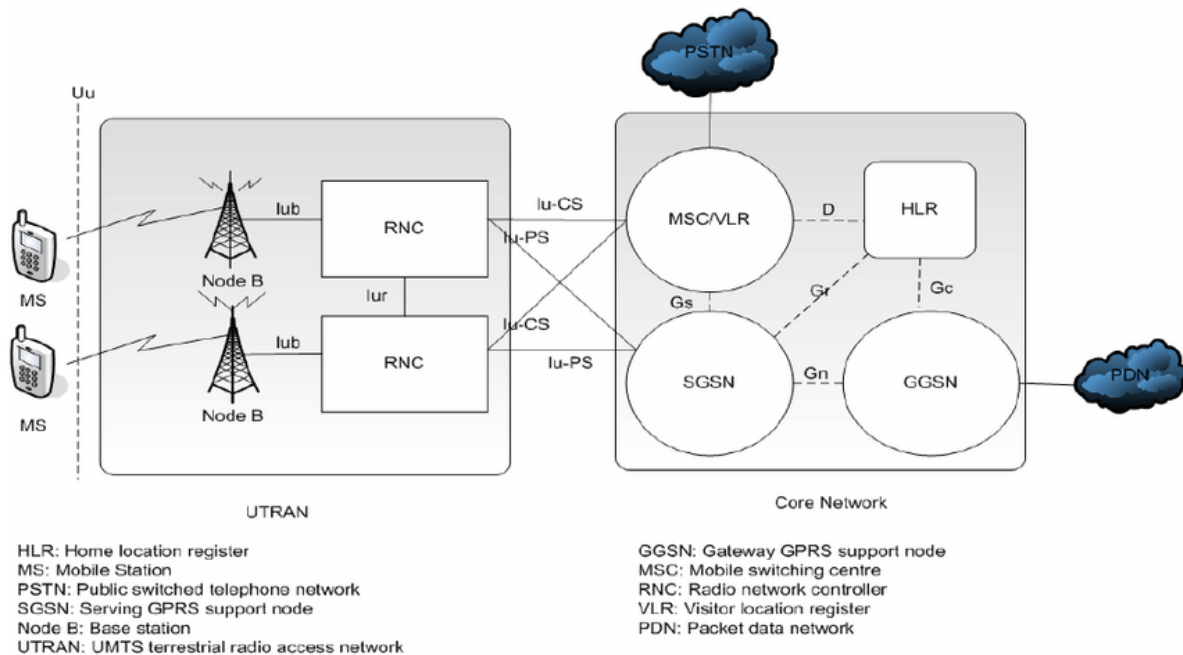 PSTN
Uu
Iub
RNC
Iu-CS
MSC/VLR
D
HLR
Iu-PS
Node B
MS
Iur
Gs
Gr
Gc
Iu-CS
Iub
RNC
Iu-PS
SGSN
Gn
GGSN
PDN
Node B
MS
UTRAN
Core Network
HLR: Home location register
MS: Mobile Station
PSTN: Public switched telephone network
SGSN: Serving GPRS support node
Node B: Base station
UTRAN: UMTS terrestrial radio access network
GGSN: Gateway GPRS support node
MSC: Mobile switching centre
RNC: Radio network controller
VLR: Visitor location register
PDN: Packet data network